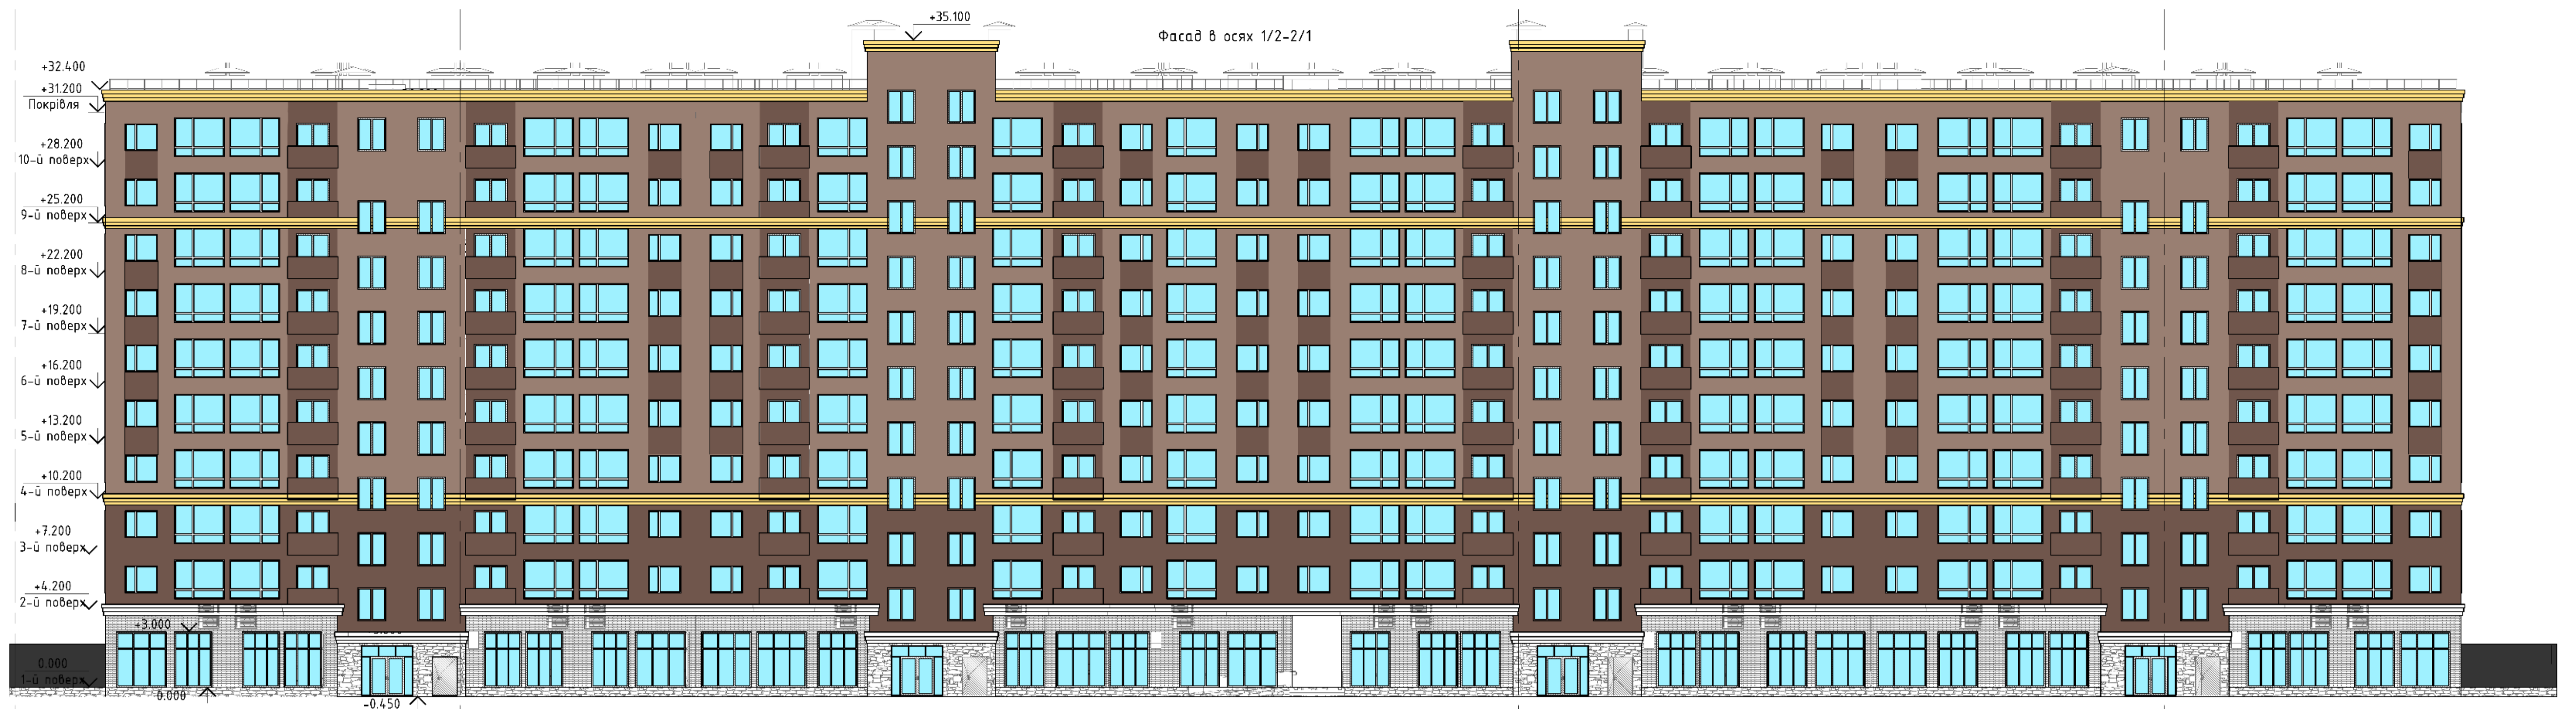 +35.100
Фасад в осях 1/2-2/1
+32.400
+31.200
Покрівля
+28.200
10-й поверх
+25.200
9-й поверх
+22.200
8-й поверх
+19.200
7-й поверх
+16.200
6-й поверх
+13.200
5-й поверх
+10.200
4-й поверх
+7.200
3-й поверх
+4.200
2-й поверх
+3.000
0.000
1-й поверх
0.000
-0.450